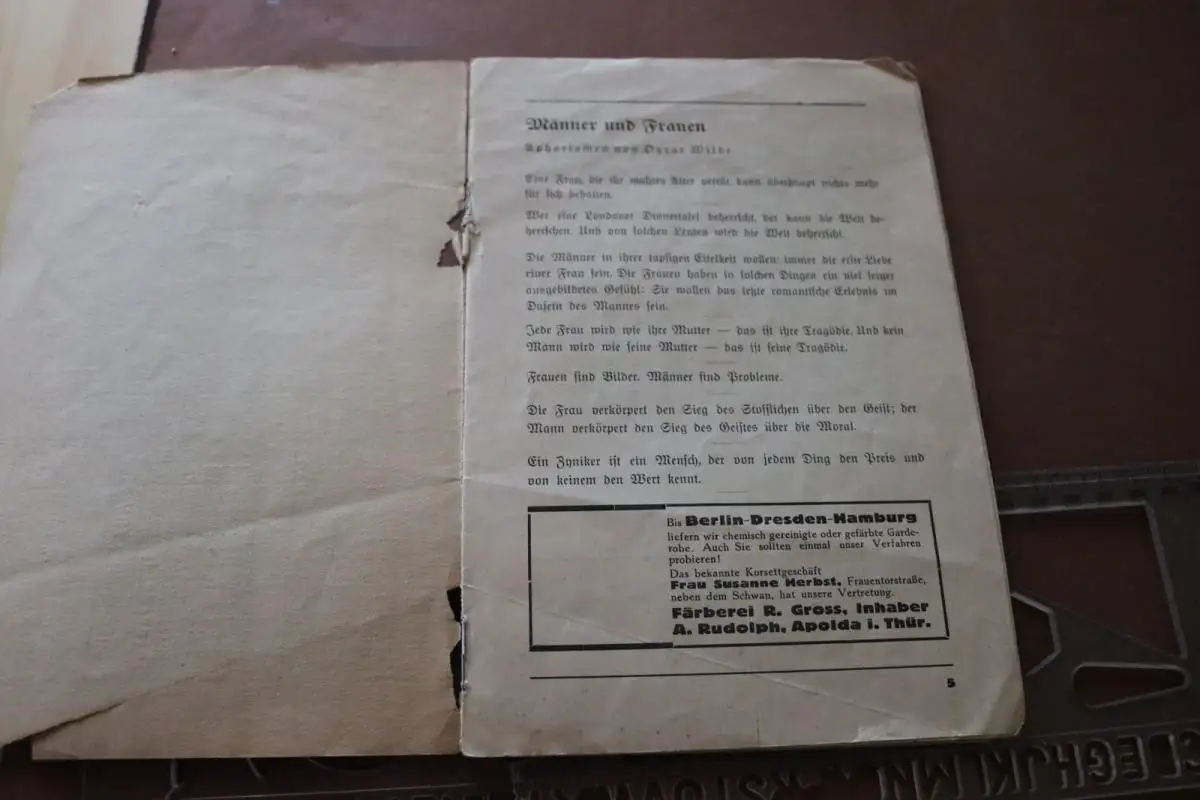 Männer und Frauen
Aphorismen von Oscar Wilde
Eine Frau, die ihr wahres Alter verrät, kann überhaupt nichts mehr
für sich behalten.
Wer eine Londoner Dinnertafel beherrscht, der kann die Welt be-
herrschen. Und von solchen Leuten wird die Welt beherrscht.
Die Männer in ihrer tapsigen Eitelkeit wollen immer die erste Liebe
einer Frau sein. Die Frauen haben in solchen Dingen ein viel feiner
ausgebildetes Gefühl: Sie wollen das letzte romantische Erlebnis im
Dasein des Mannes sein.
Jede Frau wird wie ihre Mutter — das ist ihre Tragödie. Und kein
Mann wird wie seine Mutter — das ist seine Tragödie.
Frauen sind Bilder. Männer sind Probleme.
Die Frau verkörpert den Sieg des Stofflichen über den Geist; der
Mann verkörpert den Sieg des Geistes über die Moral.
Ein Zyniker ist ein Mensch, der von jedem Ding den Preis und
von keinem den Wert kennt.
Bis Berlin-Dresden-Hamburg
liefern wir chemisch gereinigte oder gefärbte Garde-
robe. Auch Sie sollten einmal unser Verfahren
probieren!
Das bekannte Korsettgeschäft
Frau Susanne Herbst, Frauentorstraße,
neben dem Schwan, hat unsere Vertretung.
Färberei R. Gross, Inhaber
A. Rudolph, Apolda i. Thür.
5